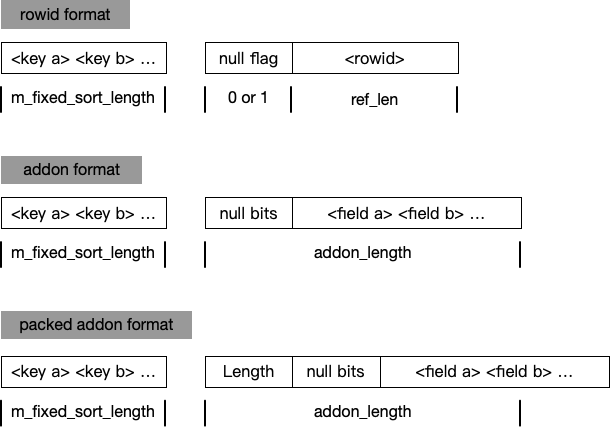 rowid format
<key a> <key b> ... null flag <rowid>
m_fixed_sort_length 0 or 1 ref_len
addon format
<key a> <key b> ... null bits <field a> <field b> ...
m_fixed_sort_length addon_length
packed addon format
<key a> <key b> ... Length null bits <field a> <field b> ...
m_fixed_sort_length addon_length